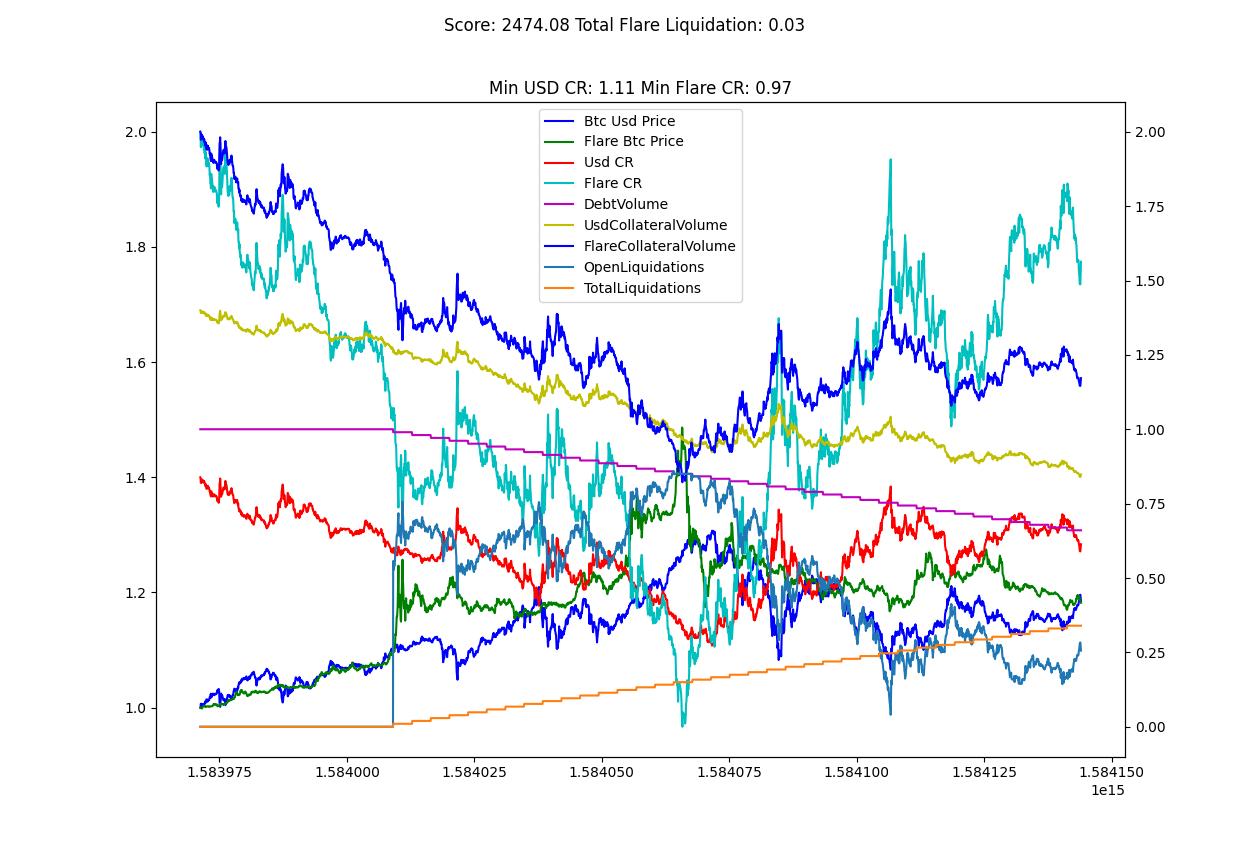 Score: 2474.08 Total Flare Liquidation: 0.03
Min USD CR: 1.11 Min Flare CR: 0.97
Btc Usd Price
Flare Btc Price
Usd CR
Flare CR
DebtVolume
UsdCollateralVolume
FlareCollateralVolume
OpenLiquidations
TotalLiquidations
2.0
1.8
1.6
1.4
1.2
1.0
2.00
1.75
1.50
1.25
1.00
0.75
0.50
0.25
0.00
1.583975 1.584000 1.584025 1.584050 1.584075 1.584100 1.584125 1.584150
1e15